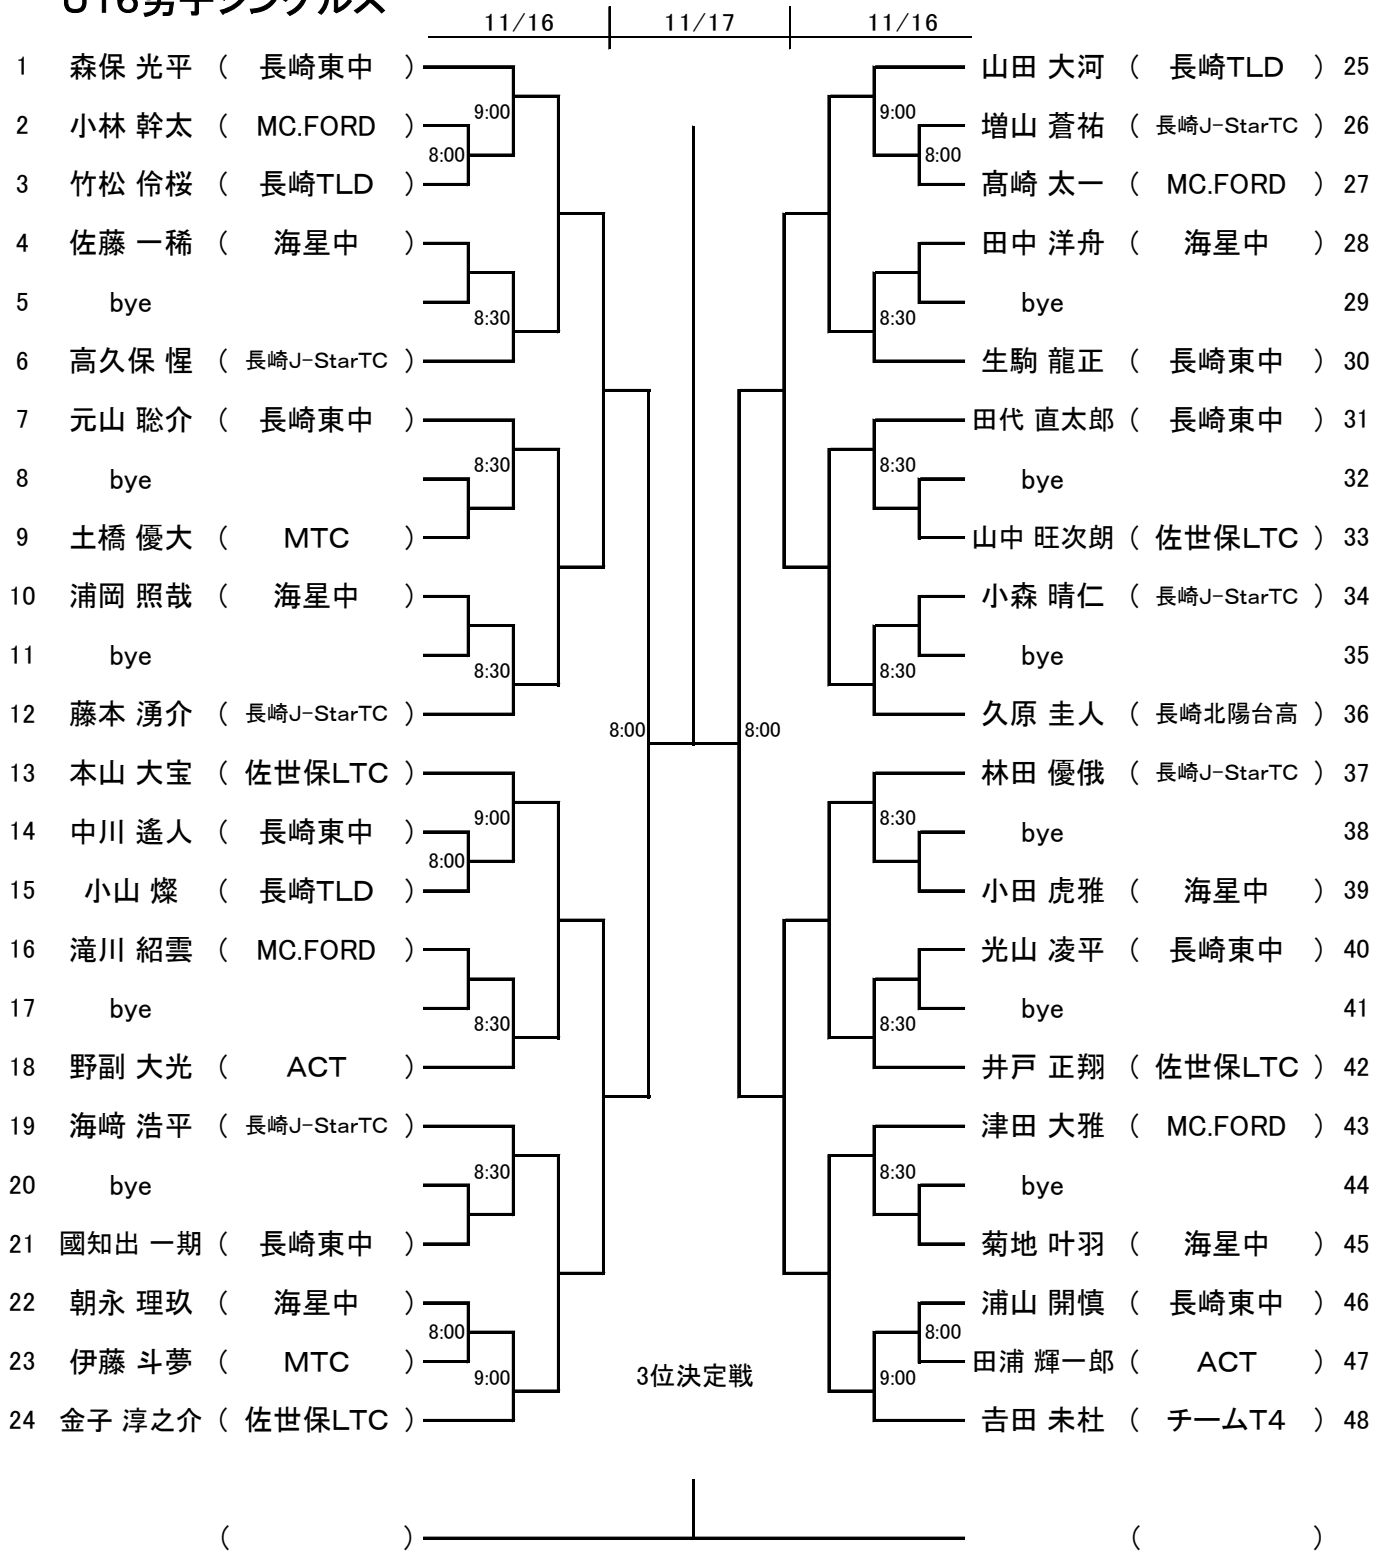 U16男子シングルス
11/16 11/17 11/16
1 森保 光平 ( 長崎東中 ) 山田 大河 ( 長崎TLD ) 25
9:00 9:00
2 小林 幹太 ( MC.FORD ) 増山 蒼祐 ( 長崎J-StarTC ) 26
8:00 8:00
3 竹松 伶桜 ( 長崎TLD ) 髙崎 太一 ( MC.FORD ) 27
4 佐藤 一稀 ( 海星中 ) 田中 洋舟 ( 海星中 ) 28
5 bye bye 29
8:30 8:30
6 高久保 惺 ( 長崎J-StarTC ) 生駒 龍正 ( 長崎東中 ) 30
7 元山 聡介 ( 長崎東中 ) 田代 直太郎 ( 長崎東中 ) 31
8:30 8:30
8 bye bye 32
9 土橋 優大 ( MTC ) 山中 旺次朗 ( 佐世保LTC ) 33
10 浦岡 照哉 ( 海星中 ) 小森 晴仁 ( 長崎J-StarTC ) 34
11 bye bye 35
8:30 8:30
12 藤本 湧介 ( 長崎J-StarTC ) 久原 圭人 ( 長崎北陽台高 ) 36
8:00 8:00
13 本山 大宝 ( 佐世保LTC ) 林田 優俄 ( 長崎J-StarTC ) 37
9:00 8:30
14 中川 遙人 ( 長崎東中 ) bye 38
8:00
15 小山 燦 ( 長崎TLD ) 小田 虎雅 ( 海星中 ) 39
16 滝川 紹雲 ( MC.FORD ) 光山 凌平 ( 長崎東中 ) 40
17 bye bye 41
8:30 8:30
18 野副 大光 ( ACT ) 井戸 正翔 ( 佐世保LTC ) 42
19 海﨑 浩平 ( 長崎J-StarTC ) 津田 大雅 ( MC.FORD ) 43
8:30 8:30
20 bye bye 44
21 國知出 一期 ( 長崎東中 ) 菊地 叶羽 ( 海星中 ) 45
22 朝永 理玖 ( 海星中 ) 浦山 開慎 ( 長崎東中 ) 46
8:00 8:00
23 伊藤 斗夢 ( MTC ) 田浦 輝一郎 ( ACT ) 47
9:00 3位決定戦 9:00
24 金子 淳之介 ( 佐世保LTC ) 𠮷田 未杜 ( チームT4 ) 48
( ) ( )